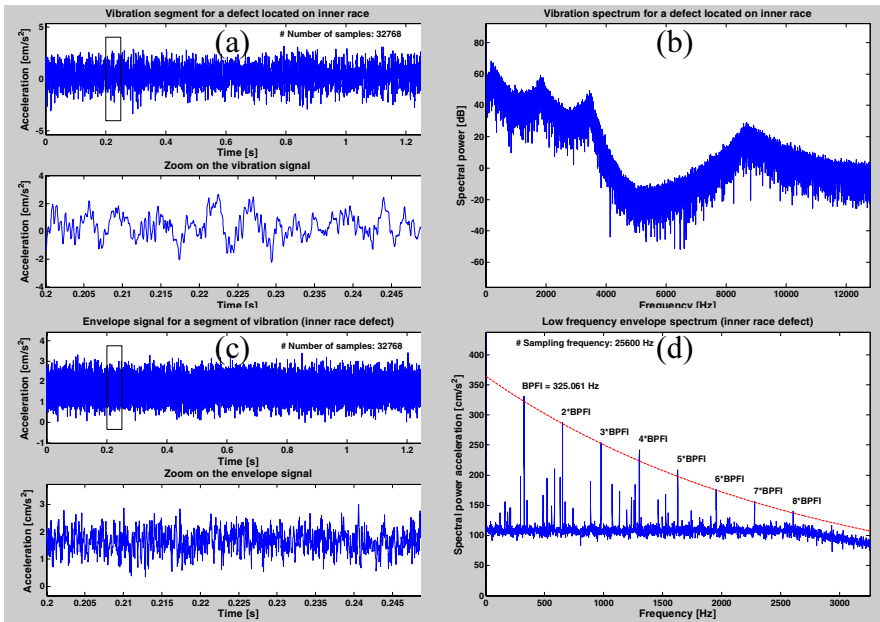 Vibration segment for a defect located on inner race
(a)
# Number of samples: 32768
Acceleration [cm/s²]
5
0
-5
0 0.2 0.4 0.6 0.8 1 1.2
Time [s]
Zoom on the vibration signal
Acceleration [cm/s²]
4
2
0
-2
-4
0.2 0.205 0.21 0.215 0.22 0.225 0.23 0.235 0.24 0.245
Time [s]
Vibration spectrum for a defect located on inner race
(b)
Spectral power [dB]
80
60
40
20
0
-20
-40
-60
0 2000 4000 6000 8000 10000 12000
Frequency [Hz]
Envelope signal for a segment of vibration (inner race defect)
(c)
# Number of samples: 32768
Acceleration [cm/s²]
4
3
2
1
0
-1
0 0.2 0.4 0.6 0.8 1 1.2
Time [s]
Zoom on the envelope signal
Acceleration [cm/s²]
3
2
1
0
0.2 0.205 0.21 0.215 0.22 0.225 0.23 0.235 0.24 0.245
Time [s]
Low frequency envelope spectrum (inner race defect)
# Sampling frequency: 25600 Hz
(d)
Spectral power acceleration [cm/s²]
400
350
300
250
200
150
100
50
0
BPFI = 325.061 Hz
2*BPFI
3*BPFI
4*BPFI
5*BPFI
6*BPFI
7*BPFI
8*BPFI
0 500 1000 1500 2000 2500 3000
Frequency [Hz]